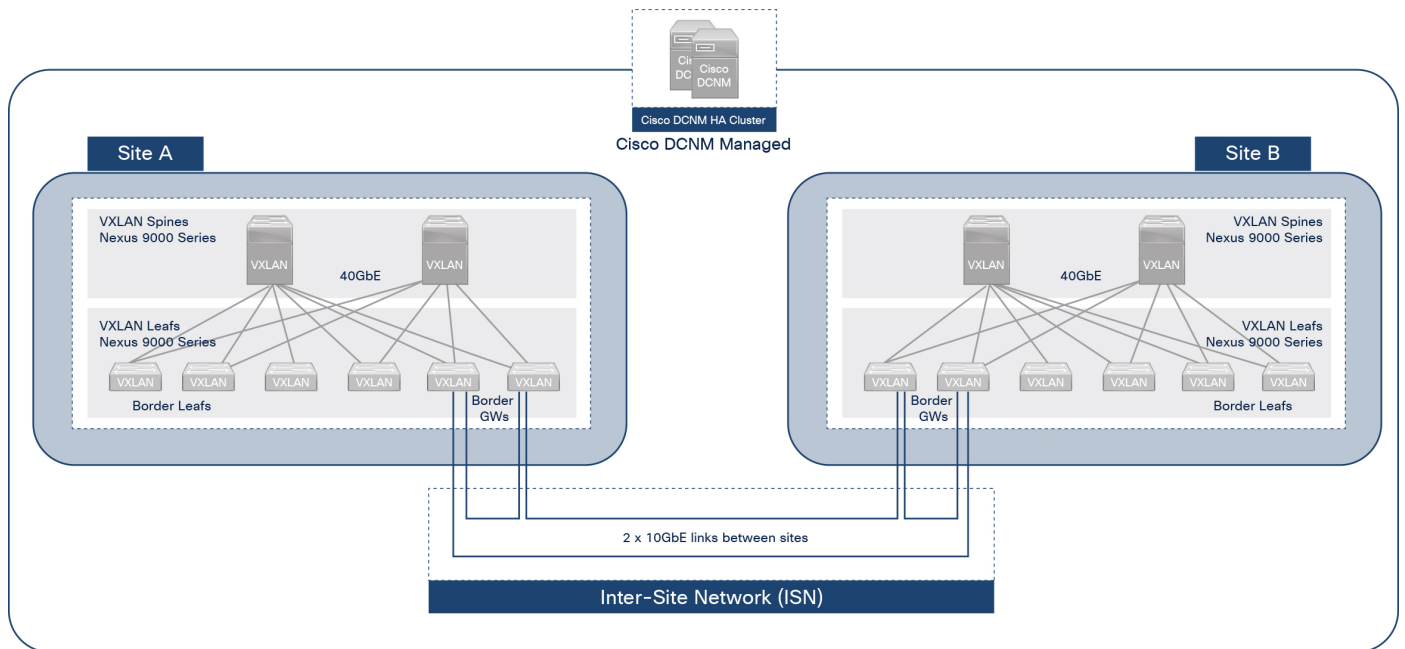 Cisco
DCNM
Cisco
DCNM
Cisco DCNM HA Cluster
Cisco DCNM Managed
Site A
VXLAN Spines
Nexus 9000 Series
VXLAN
VXLAN
40GbE
VXLAN Leafs
Nexus 9000 Series
VXLAN
VXLAN
VXLAN
VXLAN
VXLAN
VXLAN
Border Leafs
Border
GWs
Site B
VXLAN Spines
Nexus 9000 Series
VXLAN
VXLAN
40GbE
VXLAN Leafs
Nexus 9000 Series
VXLAN
VXLAN
VXLAN
VXLAN
VXLAN
VXLAN
Border
GWs
Border Leafs
2 x 10GbE links between sites
Inter-Site Network (ISN)